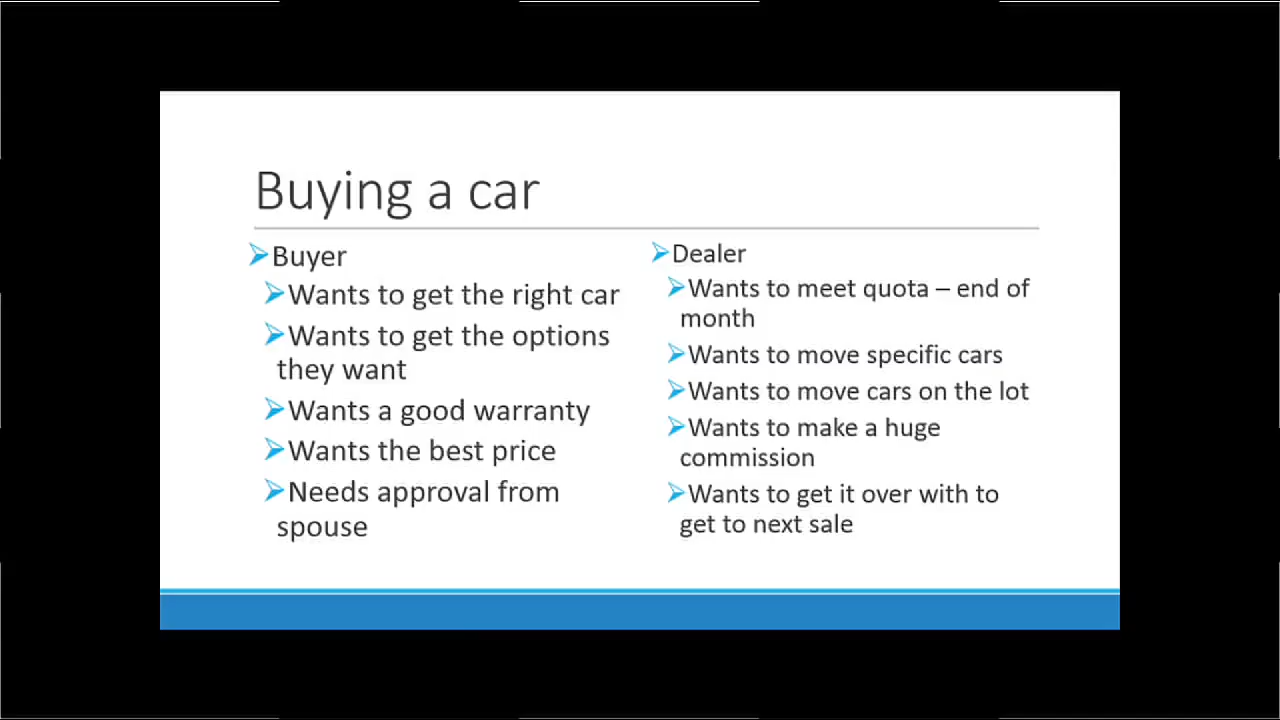 Buying a car
➢Buyer
➢Wants to get the right car
➢Wants to get the options
they want
➢Wants a good warranty
➢Wants the best price
➢Needs approval from
spouse
➢Dealer
➢Wants to meet quota – end of
month
➢Wants to move specific cars
➢Wants to move cars on the lot
➢Wants to make a huge
commission
➢Wants to get it over with to
get to next sale